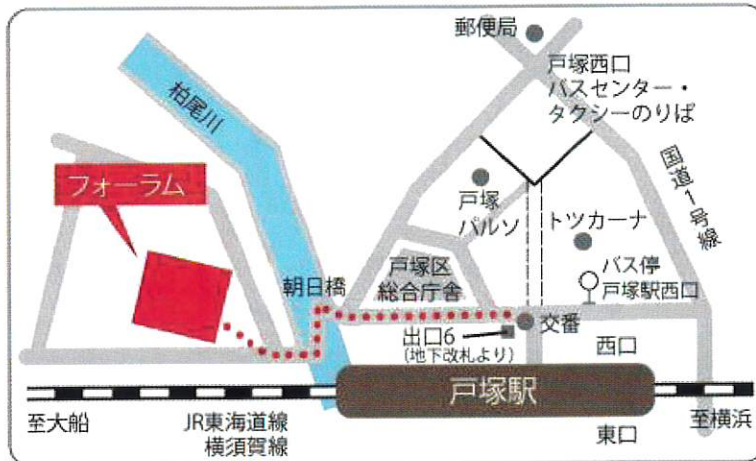 郵便局
戸塚西口
バスセンター・
タクシーのりば
柏尾川
国道1号線
フォーラム
戸塚
パルソ
トツカーナ
戸塚区
総合庁舎
バス停
戸塚駅西口
朝日橋
出口6
(地下改札より)
交番
西口
戸塚駅
至大船
JR東海道線
横須賀線
東口
至横浜